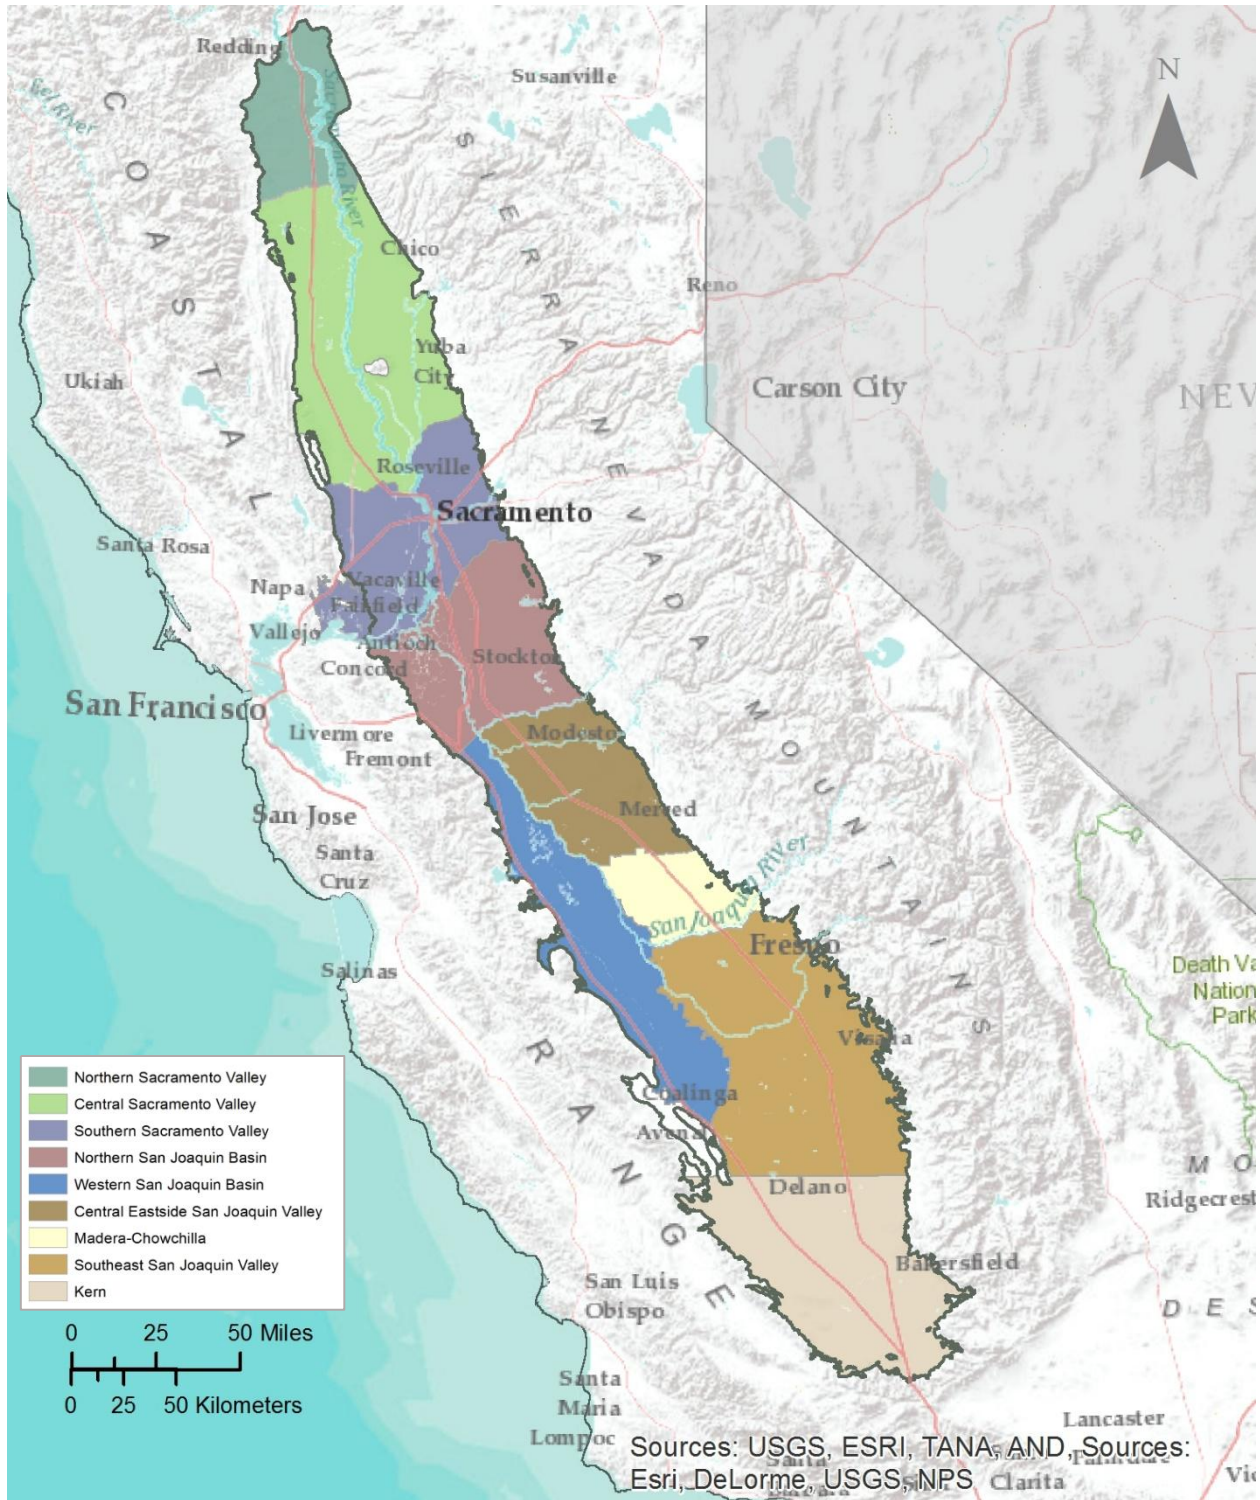 Redding
Susanville
N
Eel River
COASTAL RANGE
SIERRA NEVADA MOUNTAINS
Sacramento River
Chico
Reno
Yuba
City
Ukiah
Carson City
NEV
Roseville
Sacramento
Santa Rosa
Napa
Vacaville
Fairfield
Vallejo
Antioch
Concord
Stockton
San Francisco
Livermore
Fremont
Modesto
San Jose
Merced
Santa
Cruz
San Joaquin River
Fresno
Salinas
Death Va
Nation
Park
Visalia
Coalinga
Avenal
Delano
M O
Ridgecrest
Bakersfield
San Luis
Obispo
D E S
Northern Sacramento Valley
Central Sacramento Valley
Southern Sacramento Valley
Northern San Joaquin Basin
Western San Joaquin Basin
Central Eastside San Joaquin Valley
Madera-Chowchilla
Southeast San Joaquin Valley
Kern
0 25 50 Miles
0 25 50 Kilometers
Santa
Maria
Lompoc
Lancaster
Sources: USGS, ESRI, TANA, AND, Sources:
Esri, DeLorme, USGS, NPS
Santa
Clarita